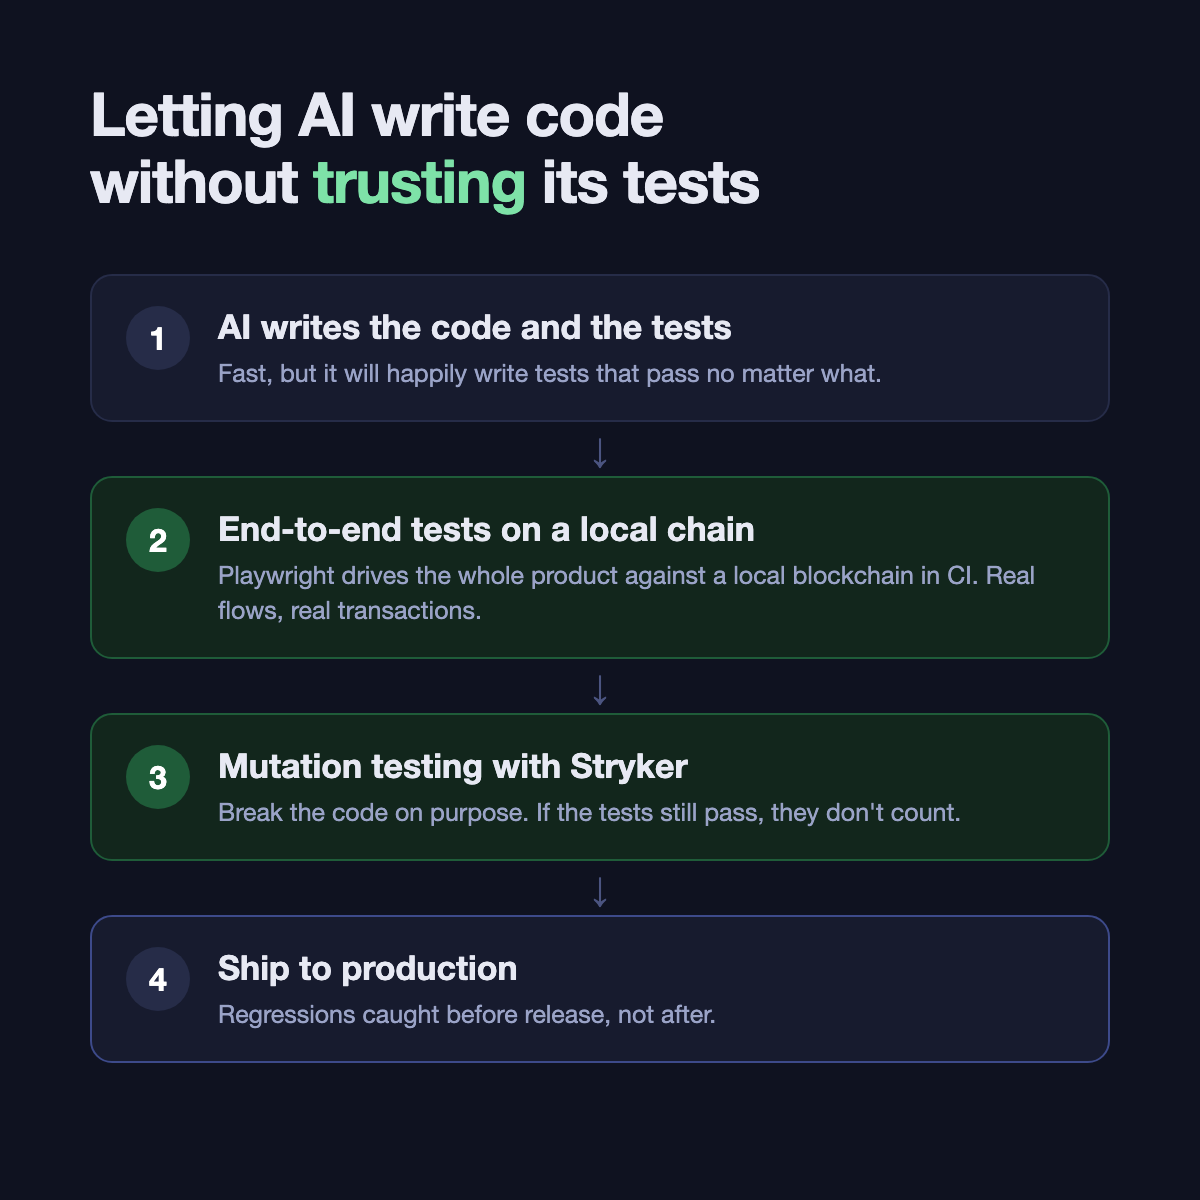 Letting AI write code
without trusting its tests
1
AI writes the code and the tests
Fast, but it will happily write tests that pass no matter what.
↓
2
End-to-end tests on a local chain
Playwright drives the whole product against a local blockchain in CI. Real
flows, real transactions.
↓
3
Mutation testing with Stryker
Break the code on purpose. If the tests still pass, they don't count.
↓
4
Ship to production
Regressions caught before release, not after.